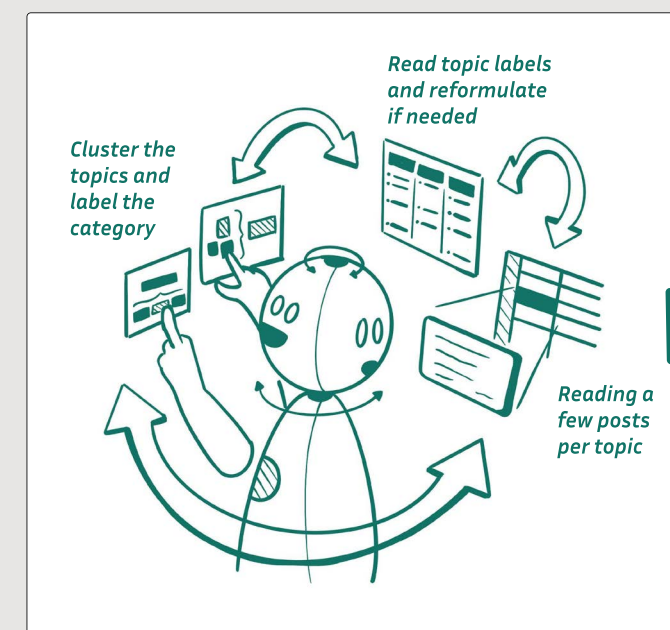 Read topic labels
and reformulate
if needed
Cluster the
topics and
label the
category
Reading a
few posts
per topic